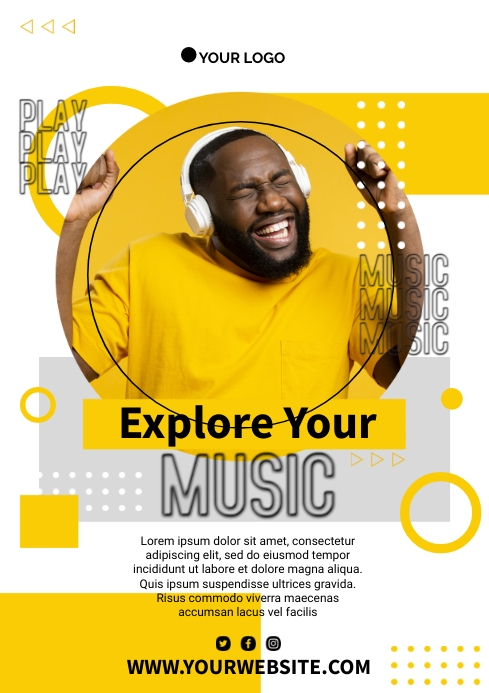 YOUR LOGO
PLAY
PLAY
PLAY
MUSIC
MUSIC
MUSIC
Explore Your
MUSIC
Lorem ipsum dolor sit amet, consectetur
adipiscing elit, sed do eiusmod tempor
incididunt ut labore et dolore magna aliqua.
Quis ipsum suspendisse ultrices gravida.
Risus commodo viverra maecenas
accumsan lacus vel facilis
WWW.YOURWEBSITE.COM